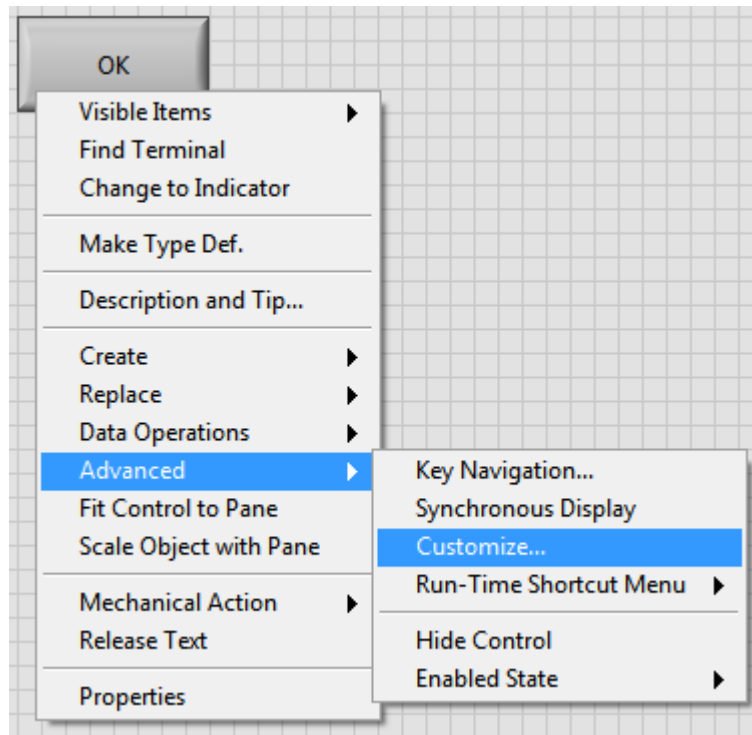 OK
Visible Items
Find Terminal
Change to Indicator
Make Type Def.
Description and Tip...
Create
Replace
Data Operations
Advanced
Fit Control to Pane
Scale Object with Pane
Mechanical Action
Release Text
Properties
Key Navigation...
Synchronous Display
Customize...
Run-Time Shortcut Menu
Hide Control
Enabled State